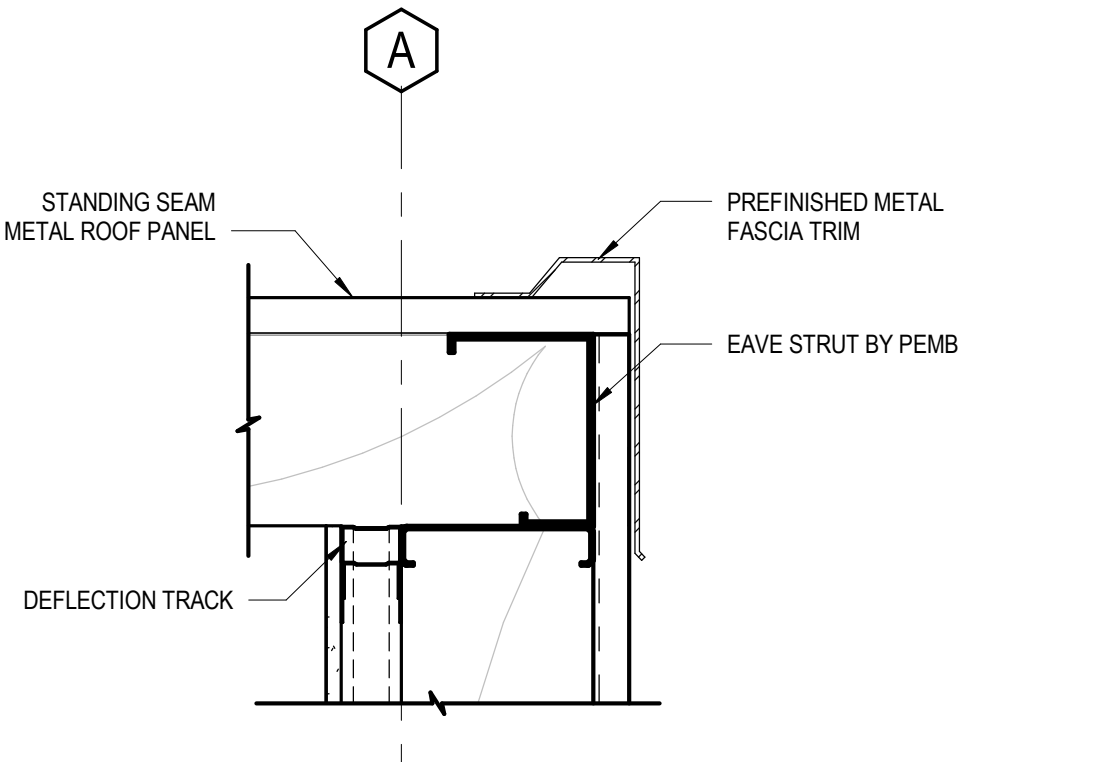 A
STANDING SEAM
METAL ROOF PANEL
PREFINISHED METAL
FASCIA TRIM
EAVE STRUT BY PEMB
DEFLECTION TRACK